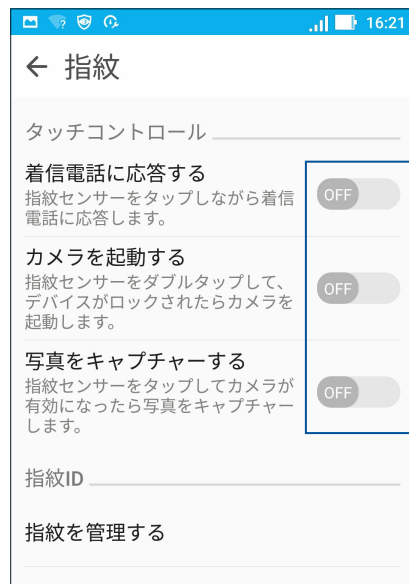 16:21
指紋
タッチコントロール
着信電話に応答する
指紋センサーをタップしながら着信
電話に応答します。
OFF
カメラを起動する
指紋センサーをダブルタップして、
デバイスがロックされたらカメラを
起動します。
OFF
写真をキャプチャーする
指紋センサーをタップしてカメラが
有効になったら写真をキャプチャー
します。
OFF
指紋ID
指紋を管理する